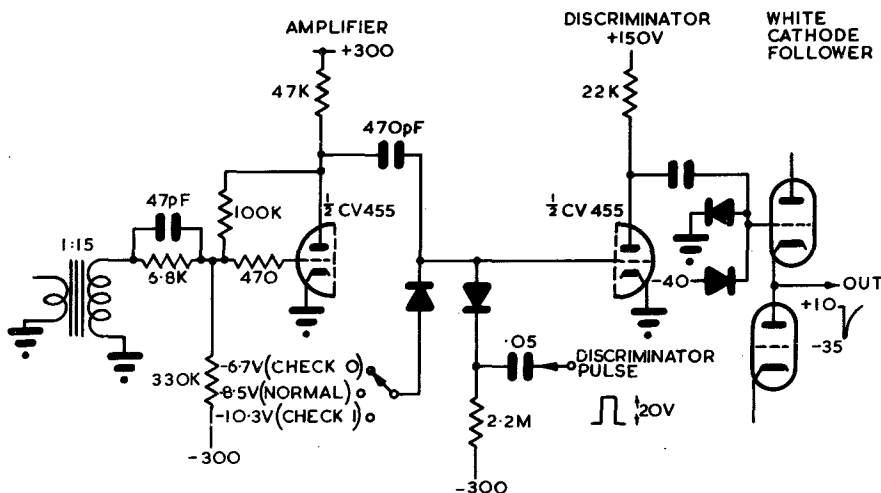 AMPLIFIER
+300
47K
470pF
47pF
100K
½ CV455
1:15
6.8K
470
330K
-6.7V (CHECK 0)
-8.5V (NORMAL)
-10.3V (CHECK 1)
-300
DISCRIMINATOR
+150V
22K
½ CV455
.05
DISCRIMINATOR
PULSE
20V
2.2M
-300
WHITE
CATHODE
FOLLOWER
-40
OUT
+10
-35